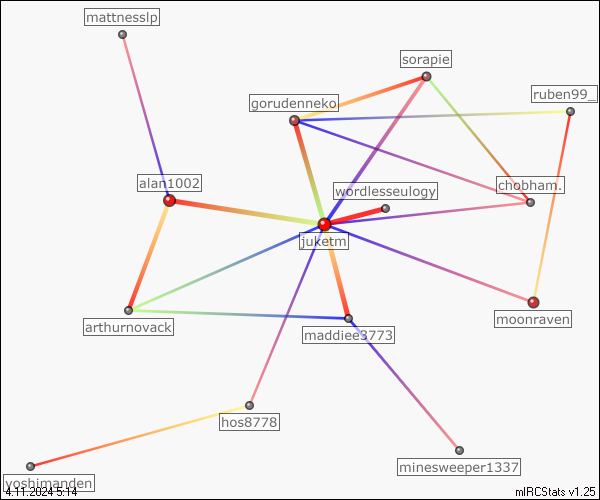 mattnesslp
sorapie
ruben99_
gorudenneko
alan1002
wordlesseulogy
chobham.
juketm
moonraven
arthurnovack
maddiee3773
hos8778
minesweeper1337
yoshimanden
4.11.2024 5:14
mIRCStats v1.25